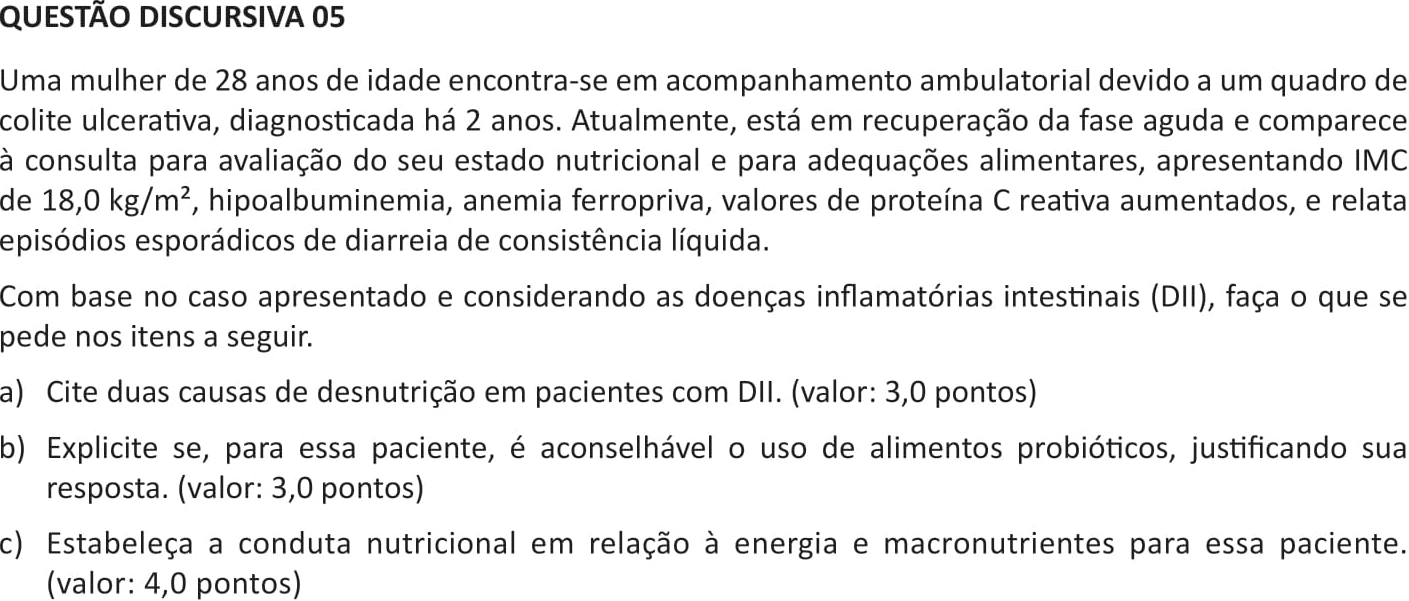 QUESTÃO DISCURSIVA 05
Uma mulher de 28 anos de idade encontra-se em acompanhamento ambulatorial devido a um quadro de
colite ulcerativa, diagnosticada há 2 anos. Atualmente, está em recuperação da fase aguda e comparece
à consulta para avaliação do seu estado nutricional e para adequações alimentares, apresentando IMC
de 18,0 kg/m², hipoalbuminemia, anemia ferropriva, valores de proteína C reativa aumentados, e relata
episódios esporádicos de diarreia de consistência líquida.
Com base no caso apresentado e considerando as doenças inflamatórias intestinais (DII), faça o que se
pede nos itens a seguir.
a) Cite duas causas de desnutrição em pacientes com DII. (valor: 3,0 pontos)
b) Explicite se, para essa paciente, é aconselhável o uso de alimentos probióticos, justificando sua
resposta. (valor: 3,0 pontos)
c) Estabeleça a conduta nutricional em relação à energia e macronutrientes para essa paciente.
(valor: 4,0 pontos)